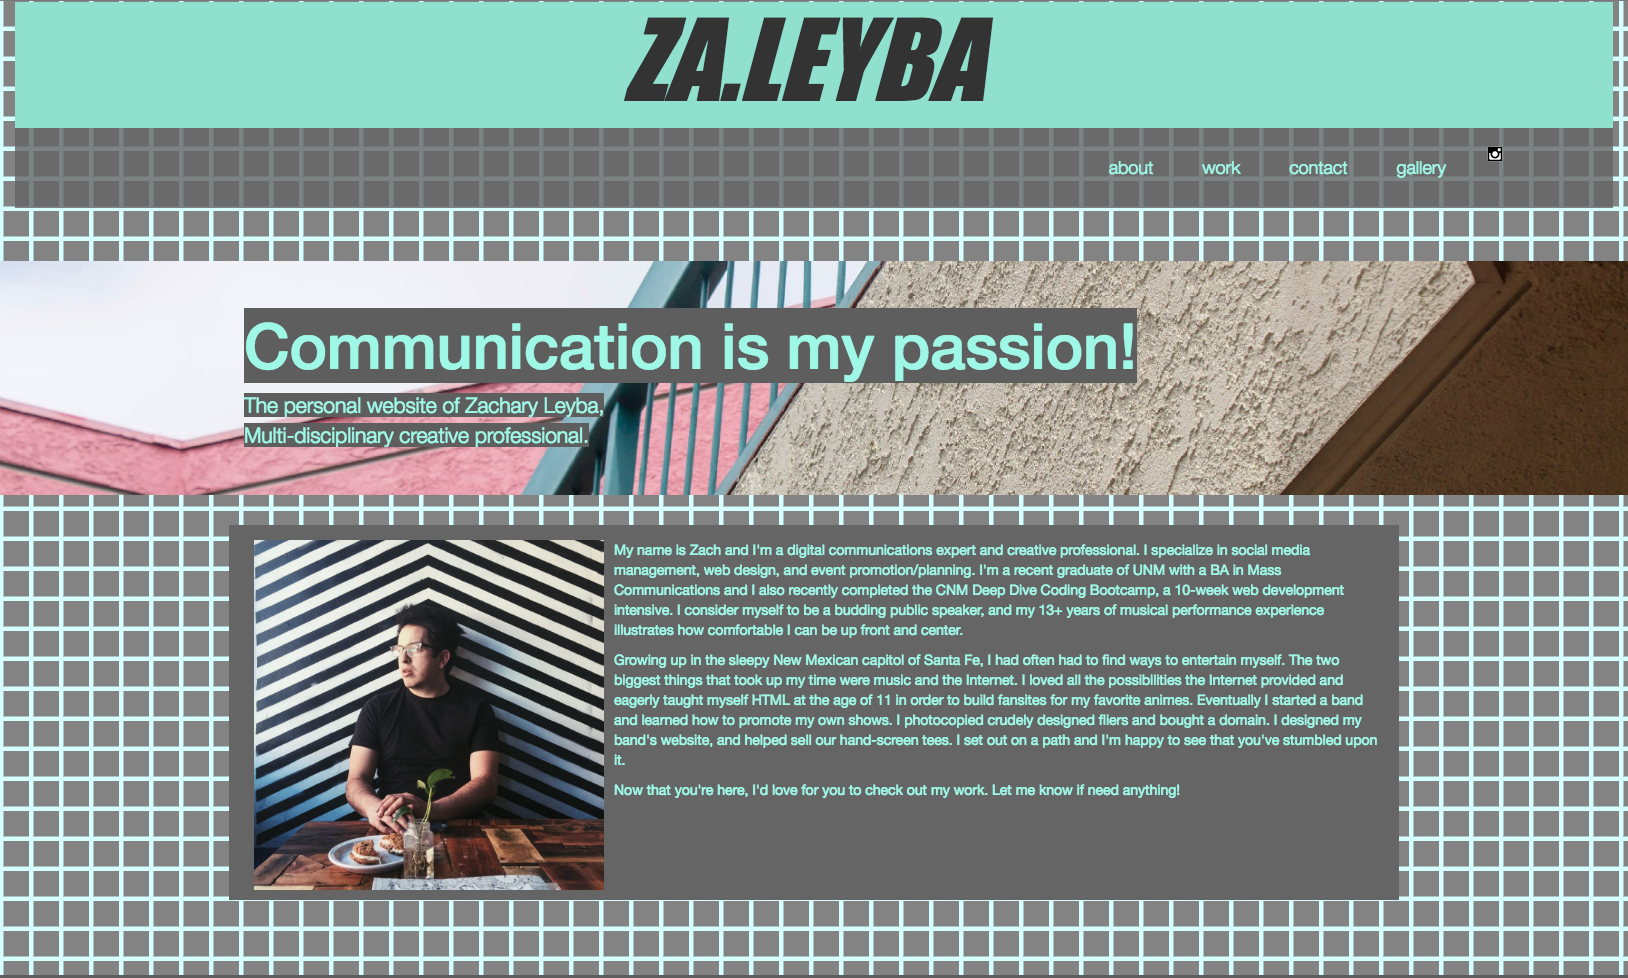 ZA.LEYBA
about work contact gallery
Communication is my passion!
The personal website of Zachary Leyba,
Multi-disciplinary creative professional.
My name is Zach and I'm a digital communications expert and creative professional. I specialize in social media
management, web design, and event promotion/planning. I'm a recent graduate of UNM with a BA in Mass
Communications and I also recently completed the CNM Deep Dive Coding Bootcamp, a 10-week web development
intensive. I consider myself to be a budding public speaker, and my 13+ years of musical performance experience
illustrates how comfortable I can be up front and center.
Growing up in the sleepy New Mexican capitol of Santa Fe, I had often had to find ways to entertain myself. The two
biggest things that took up my time were music and the Internet. I loved all the possibilities the Internet provided and
eagerly taught myself HTML at the age of 11 in order to build fansites for my favorite animes. Eventually I started a band
and learned how to promote my own shows. I photocopied crudely designed fliers and bought a domain. I designed my
band's website, and helped sell our hand-screen tees. I set out on a path and I'm happy to see that you've stumbled upon
it.
Now that you're here, I'd love for you to check out my work. Let me know if need anything!